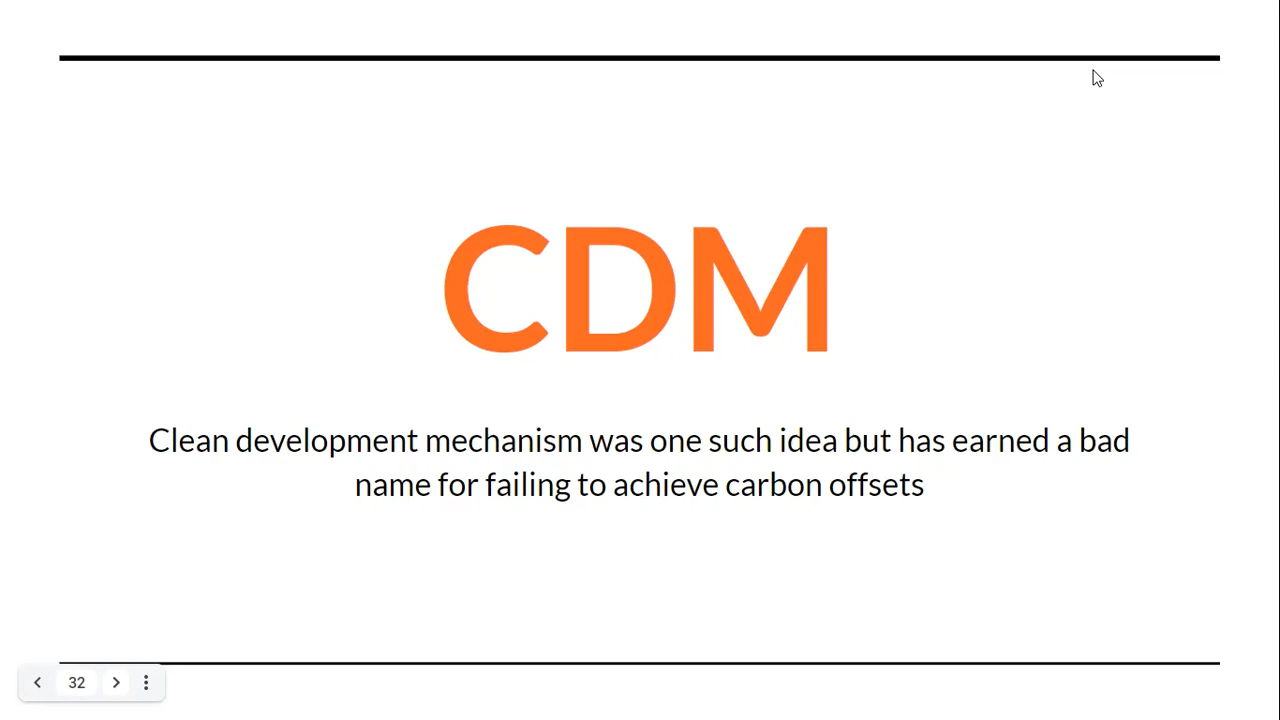 CDM
Clean development mechanism was one such idea but has earned a bad
name for failing to achieve carbon offsets
32